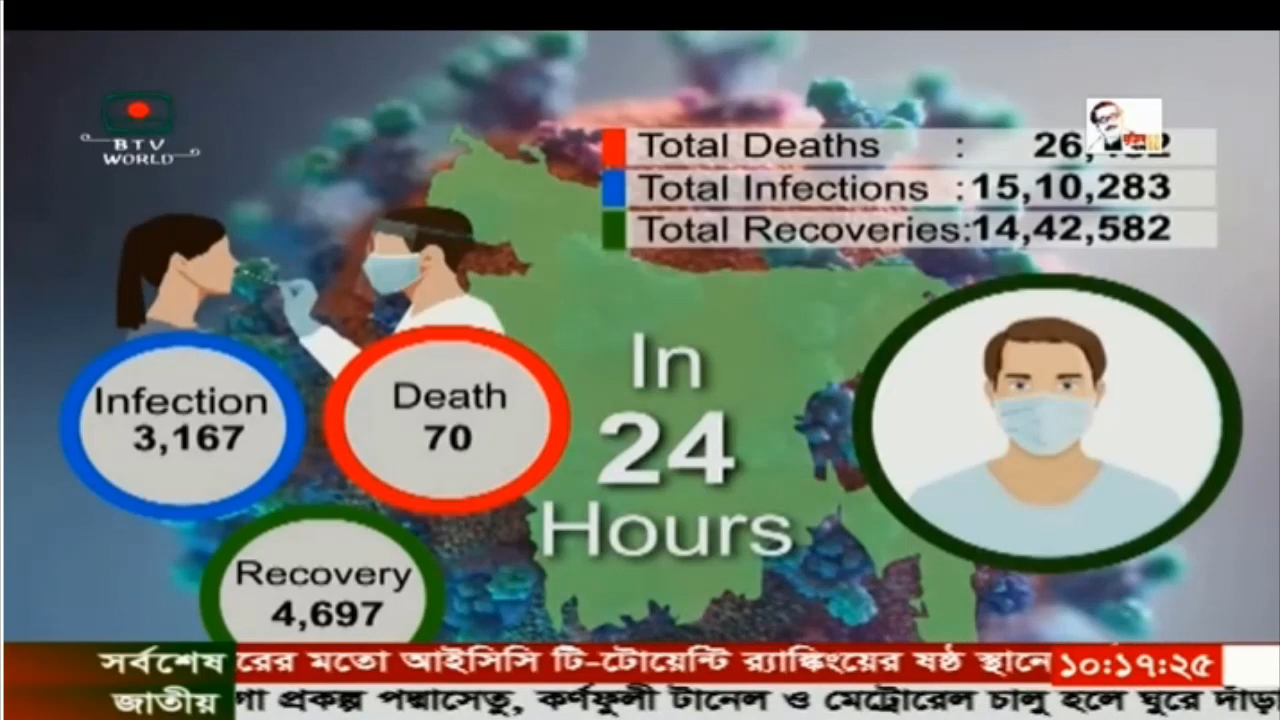 BTV
WORLD
Total Deaths :
Total Infections : 15,10,283
Total Recoveries: 14,42,582
Infection
3,167
Death
70
In
24
Hours
Recovery
4,697
সর্বশেষ রের মতো আইসিসি টি-টোয়েন্টি র‍্যাঙ্কিংয়ের ষষ্ঠ স্থানে ১০:১৭:২৫
জাতীয় গা প্রকল্প পদ্মাসেতু, কর্ণফুলী টানেল ও মেট্রোরেল চালু হলে ঘুরে দাঁড়া